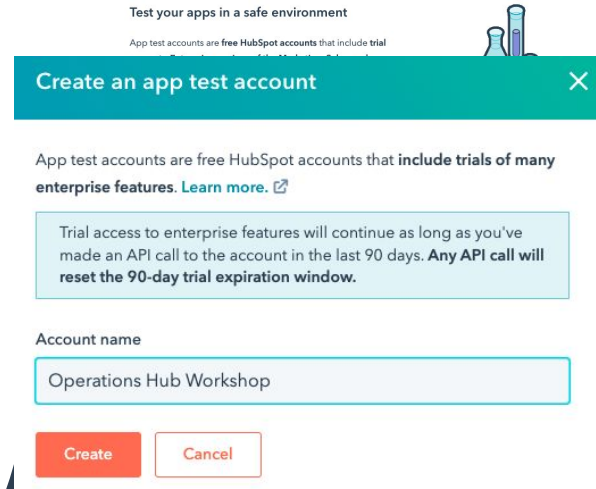 Test your apps in a safe environment
App test accounts are free HubSpot accounts that include trial
Create an app test account
App test accounts are free HubSpot accounts that include trials of many
enterprise features. Learn more.
Trial access to enterprise features will continue as long as you've
made an API call to the account in the last 90 days. Any API call will
reset the 90-day trial expiration window.
Account name
Operations Hub Workshop
Create Cancel